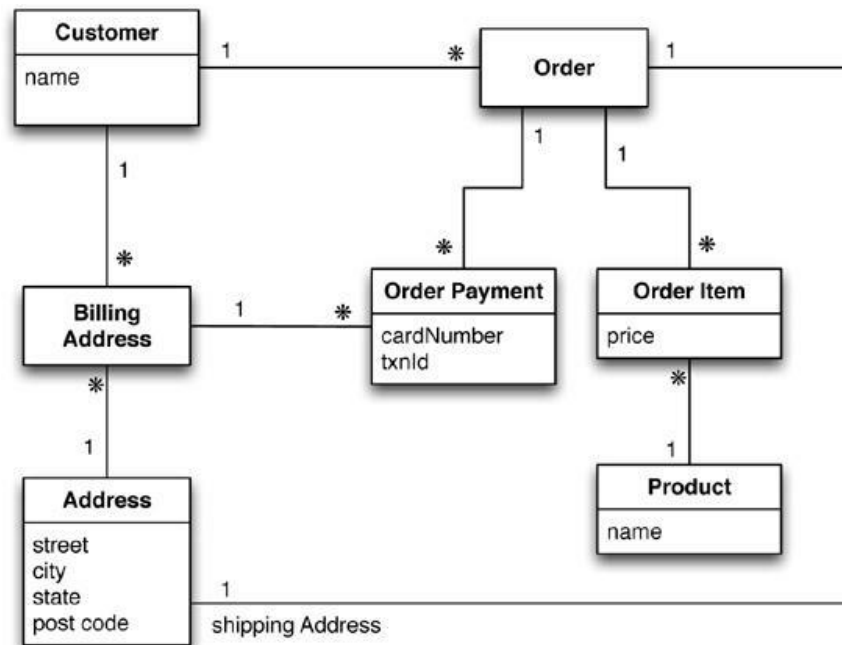 Customer
name
1
*
Order
1
1
*
1
1
*
*
Billing
Address
1
*
Order Payment
cardNumber
txnId
Order Item
price
*
1
*
1
Address
street
city
state
post code
Product
name
1
shipping Address